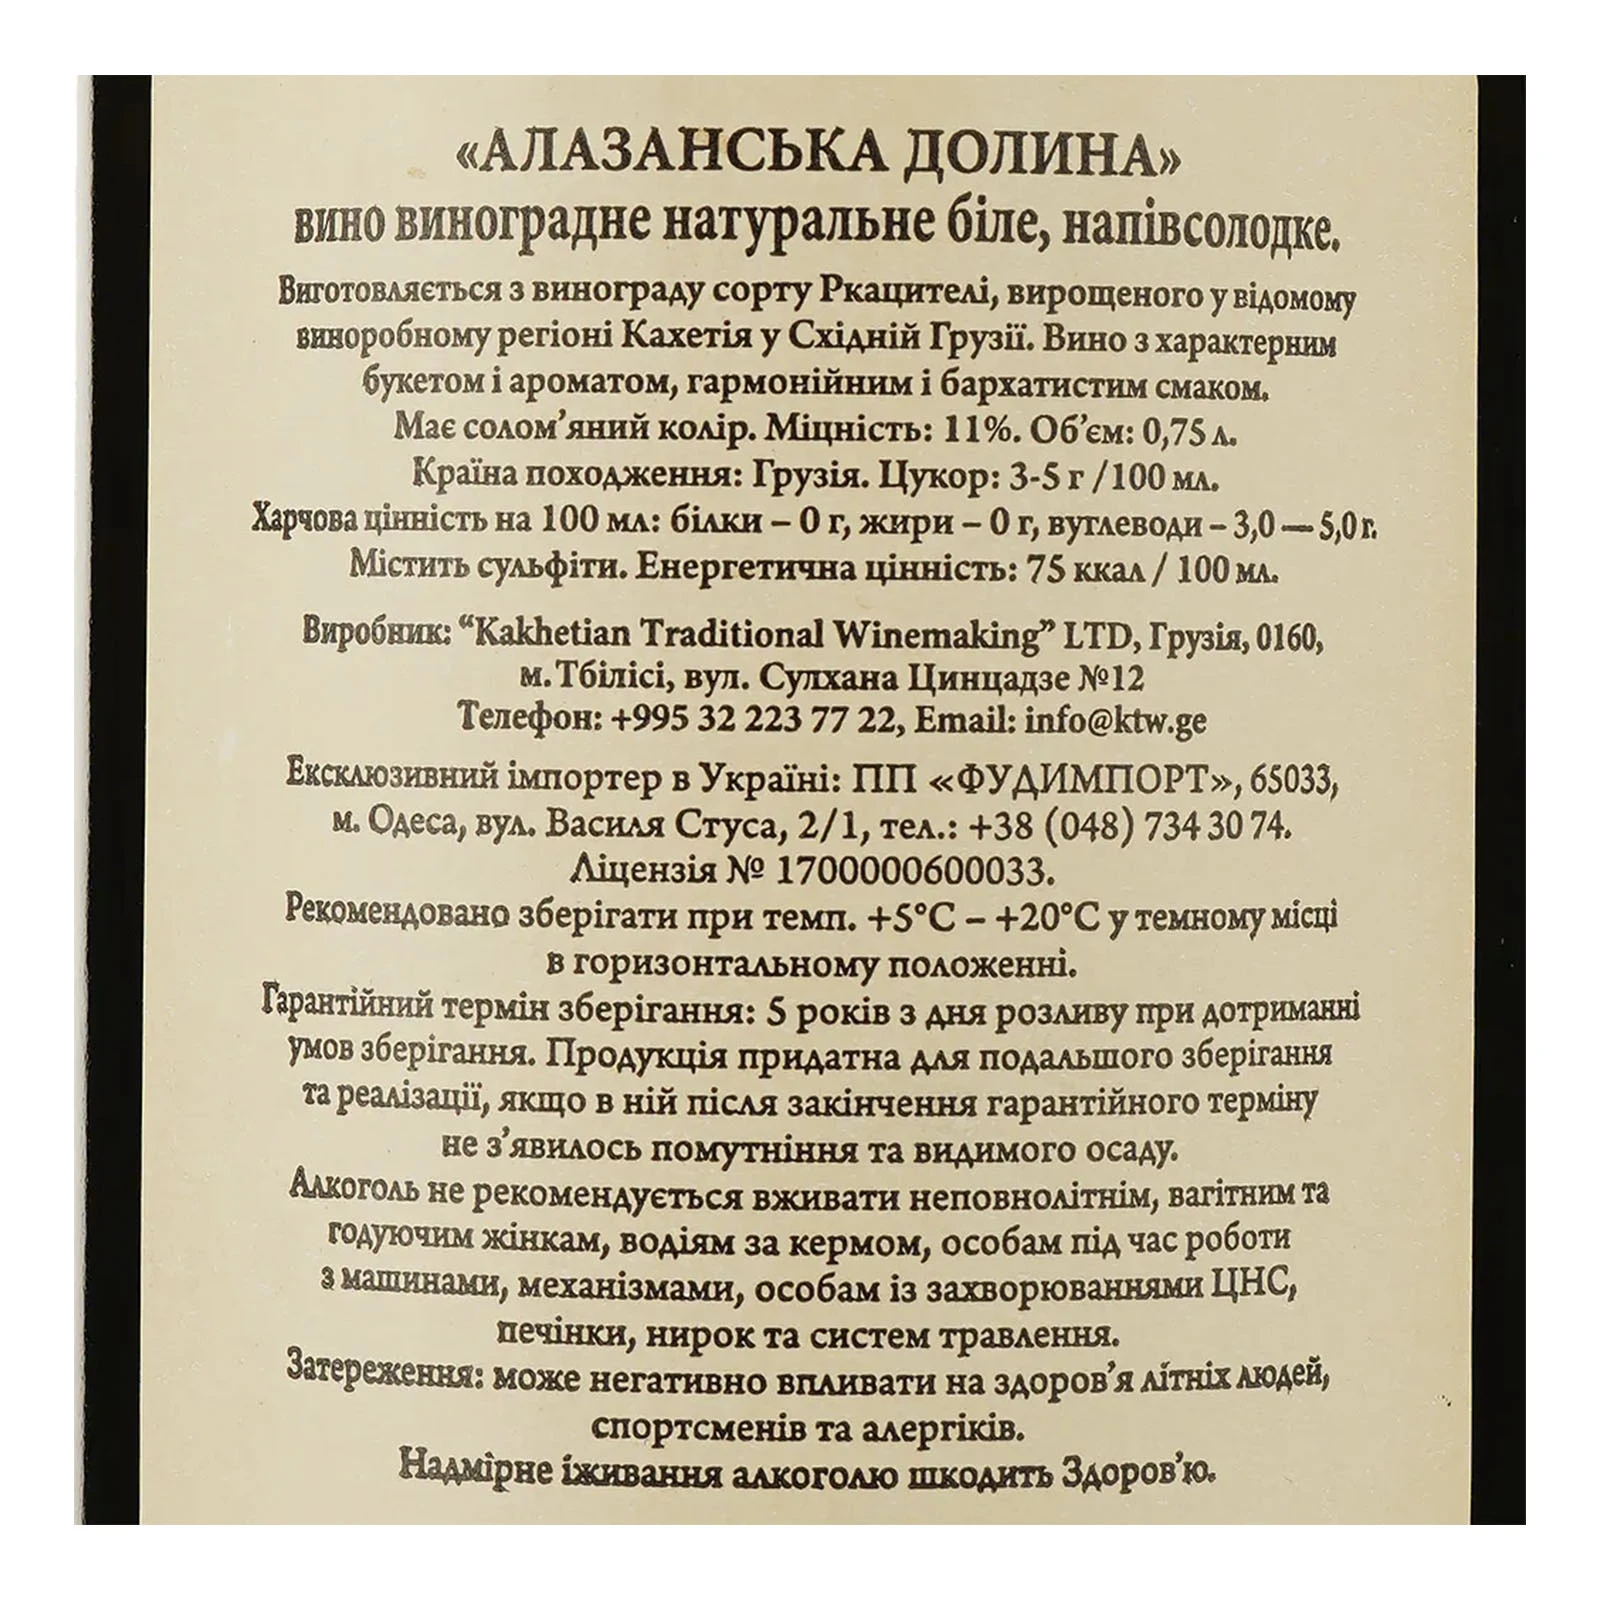 «АЛАЗАНСЬКА ДОЛИНА»
вино виноградне натуральне біле, напівсолодке.
Виготовляється з винограду сорту Ркацителі, вирощеного у відомому
виноробному регіоні Кахетія у Східній Грузії. Вино з характерним
букетом і ароматом, гармонійним і бархатистим смаком.
Має солом’яний колір. Міцність: 11%. Об’єм: 0,75 л.
Країна походження: Грузія. Цукор: 3-5 г /100 мл.
Харчова цінність на 100 мл: білки – 0 г, жири – 0 г, вуглеводи – 3,0 — 5,0 г.
Містить сульфіти. Енергетична цінність: 75 ккал / 100 мл.
Виробник: “Kakhetian Traditional Winemaking” LTD, Грузія, 0160,
м. Тбілісі, вул. Сулхана Цинцадзе №12
Телефон: +995 32 223 77 22, Email: info@ktw.ge
Ексклюзивний імпортер в Україні: ПП «ФУДИМПОРТ», 65033,
м. Одеса, вул. Василя Стуса, 2/1, тел.: +38 (048) 734 30 74.
Ліцензія № 1700000600033.
Рекомендовано зберігати при темп. +5°C – +20°C у темному місці
в горизонтальному положенні.
Гарантійний термін зберігання: 5 років з дня розливу при дотриманні
умов зберігання. Продукція придатна для подальшого зберігання
та реалізації, якщо в ній після закінчення гарантійного терміну
не з’явилось помутніння та видимого осаду.
Алкоголь не рекомендується вживати неповнолітнім, вагітним та
годуючим жінкам, водіям за кермом, особам під час роботи
з машинами, механізмами, особам із захворюваннями ЦНС,
печінки, нирок та систем травлення.
Затереження: може негативно впливати на здоров’я літніх людей,
спортсменів та алергіків.
Надмірне їживання алкоголю шкодить Здоров’ю.